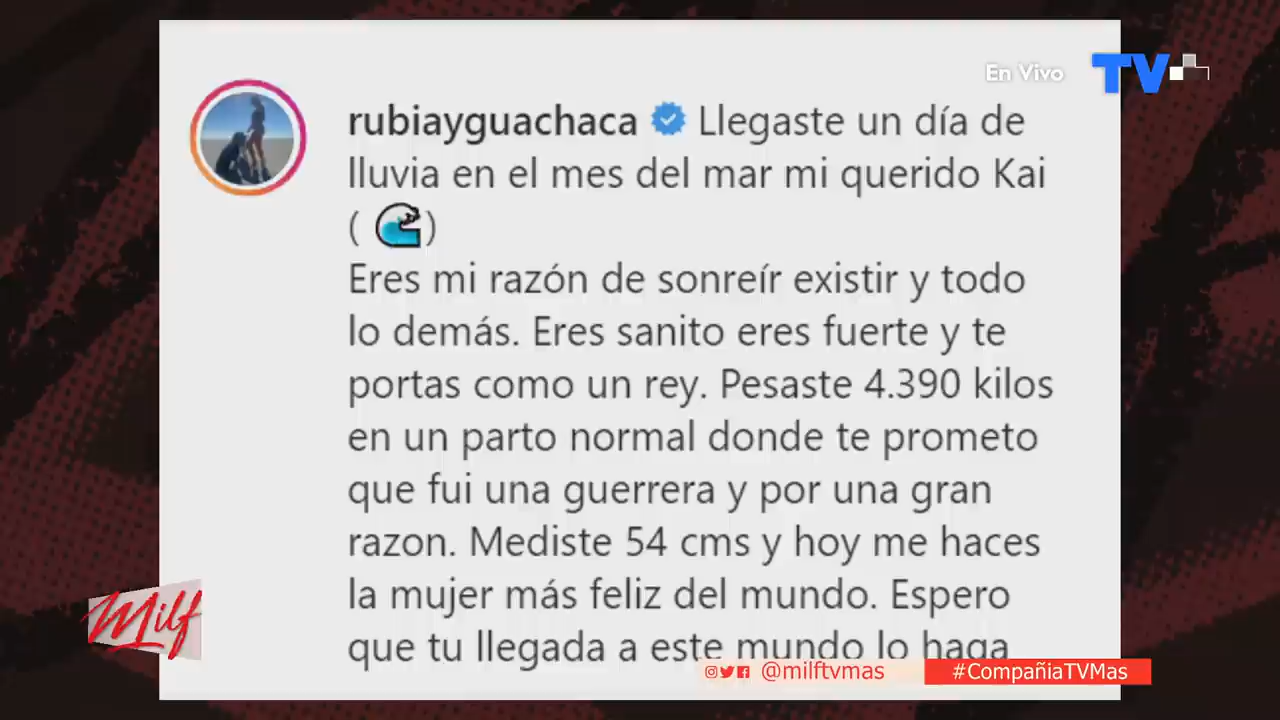 En Vivo
TV
rubiayguachaca Llegaste un día de
lluvia en el mes del mar mi querido Kai
( 🌊)
Eres mi razón de sonreír existir y todo
lo demás. Eres sanito eres fuerte y te
portas como un rey. Pesaste 4.390 kilos
en un parto normal donde te prometo
que fui una guerrera y por una gran
razon. Mediste 54 cms y hoy me haces
la mujer más feliz del mundo. Espero
que tu llegada a este mundo lo haga
Milf
@milftvmas
#CompañiaTVMas